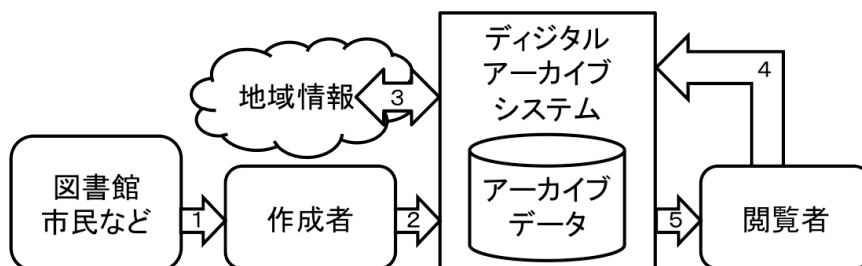 ディジタル
アーカイブ
システム
4
地域情報
3
アーカイブ
データ
図書館
市民など
1
作成者
2
5
閲覧者